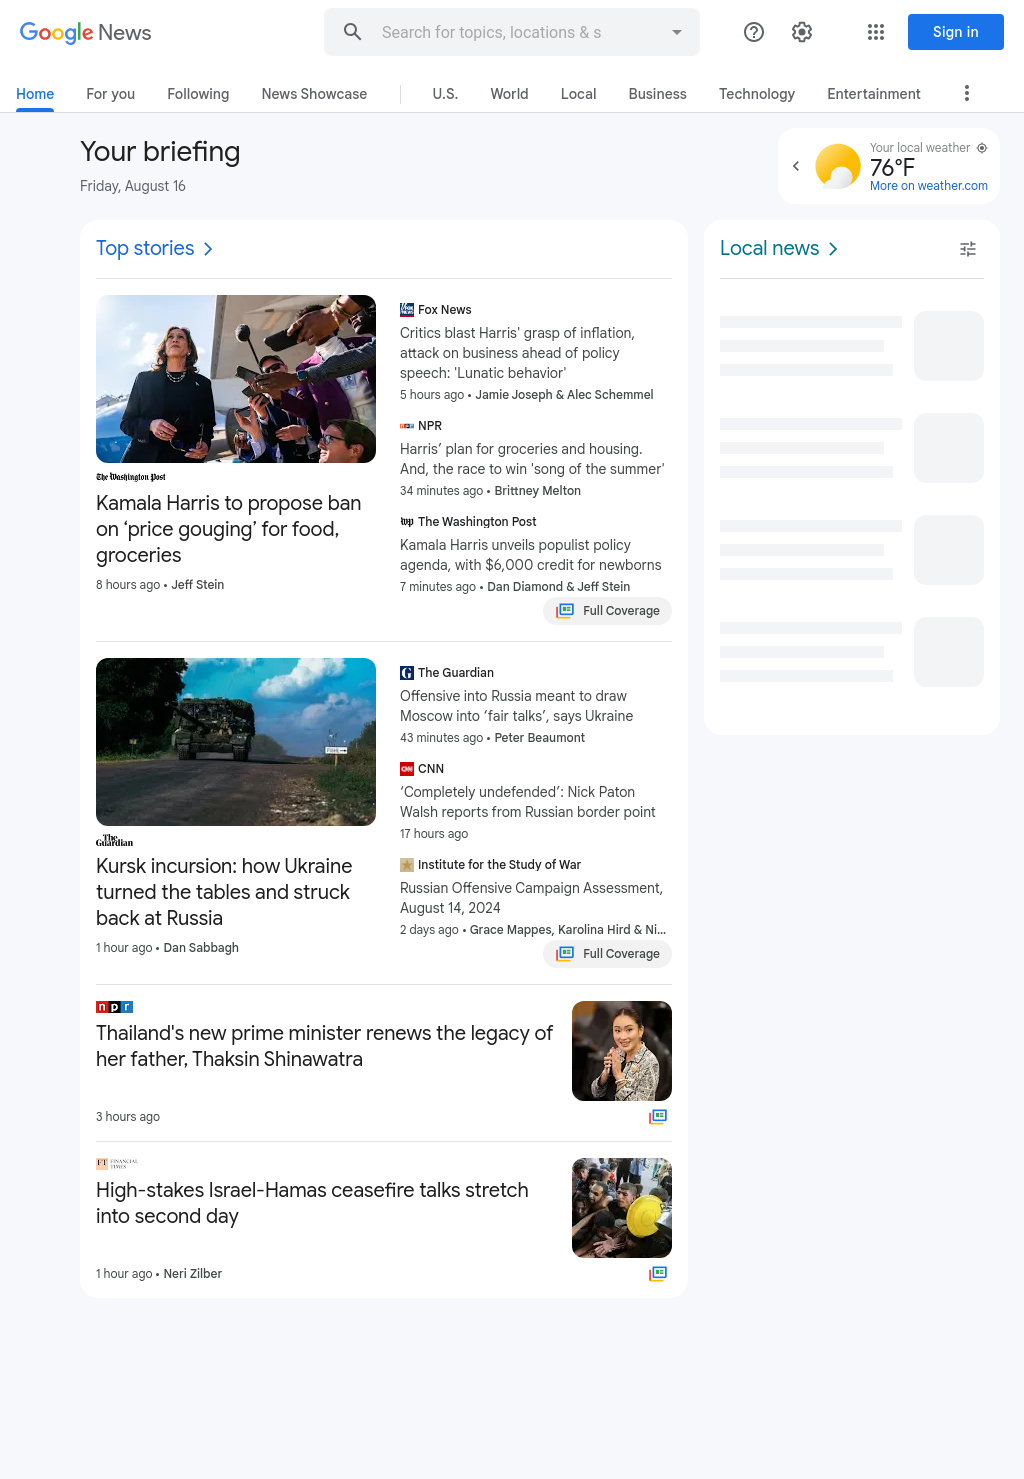 Google News
Search for topics, locations & s
Sign in
Home
For you
Following
News Showcase
U.S.
World
Local
Business
Technology
Entertainment
Your briefing
Friday, August 16
Your local weather
76°F
More on weather.com
Top stories
Local news
The Washington Post
Kamala Harris to propose ban
on ‘price gouging’ for food,
groceries
8 hours ago • Jeff Stein
Fox News
Critics blast Harris' grasp of inflation,
attack on business ahead of policy
speech: 'Lunatic behavior'
5 hours ago • Jamie Joseph & Alec Schemmel
NPR
Harris’ plan for groceries and housing.
And, the race to win 'song of the summer'
34 minutes ago • Brittney Melton
wp The Washington Post
Kamala Harris unveils populist policy
agenda, with $6,000 credit for newborns
7 minutes ago • Dan Diamond & Jeff Stein
Full Coverage
The
Guardian
Kursk incursion: how Ukraine
turned the tables and struck
back at Russia
1 hour ago • Dan Sabbagh
G The Guardian
Offensive into Russia meant to draw
Moscow into ‘fair talks’, says Ukraine
43 minutes ago • Peter Beaumont
CNN CNN
‘Completely undefended’: Nick Paton
Walsh reports from Russian border point
17 hours ago
Institute for the Study of War
Russian Offensive Campaign Assessment,
August 14, 2024
2 days ago • Grace Mappes, Karolina Hird & Ni...
Full Coverage
npr
Thailand's new prime minister renews the legacy of
her father, Thaksin Shinawatra
3 hours ago
FT FINANCIAL
TIMES
High-stakes Israel-Hamas ceasefire talks stretch
into second day
1 hour ago • Neri Zilber